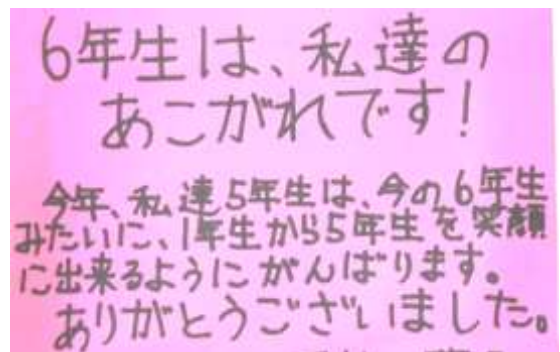 6年生は、私達の
あこがれです!
今年、私達5年生は、今の6年生
みたいに、1年生から5年生を笑顔
に出来るようにがんばります。
ありがとうございました。